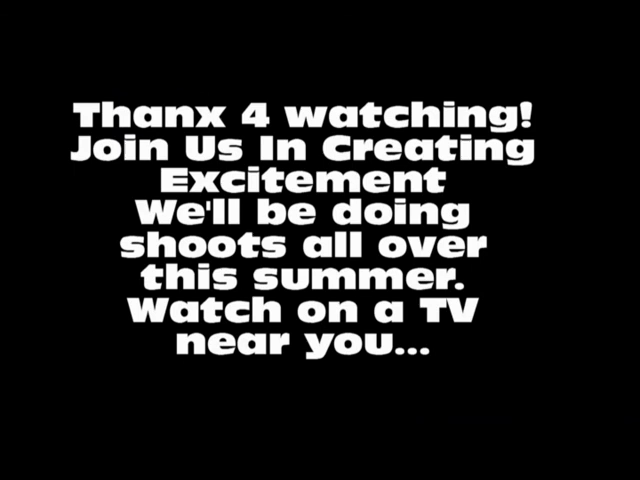 Thanx 4 watching!
Join Us In Creating
Excitement
We'll be doing
shoots all over
this summer.
Watch on a TV
near you...